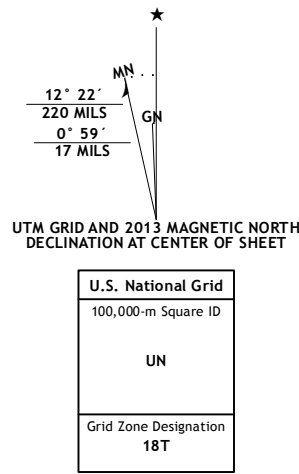 MN
GN
12° 22´
220 MILS
0° 59´
17 MILS
UTM GRID AND 2013 MAGNETIC NORTH
DECLINATION AT CENTER OF SHEET
U.S. National Grid
100,000-m Square ID
UN
Grid Zone Designation
18T